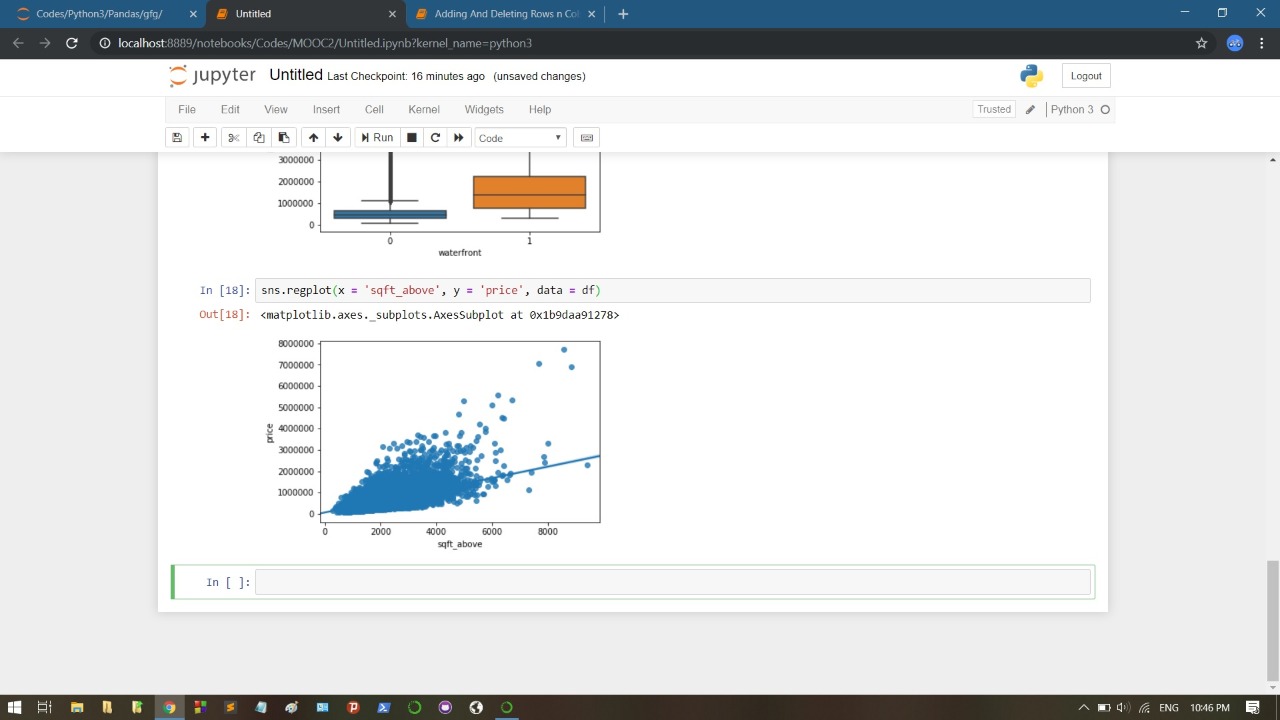 Codes/Python3/Pandas/gfg/
Untitled
Adding And Deleting Rows n Col
localhost:8889/notebooks/Codes/MOOC2/Untitled.ipynb?kernel_name=python3
jupyter Untitled Last Checkpoint: 16 minutes ago (unsaved changes)
Logout
File Edit View Insert Cell Kernel Widgets Help
Trusted
Python 3
Run
Code
3000000
2000000
1000000
0
0 1
waterfront
In [18]: sns.regplot(x = 'sqft_above', y = 'price', data = df)
Out[18]: <matplotlib.axes._subplots.AxesSubplot at 0x1b9daa91278>
8000000
7000000
6000000
5000000
4000000
3000000
2000000
1000000
0
price
0 2000 4000 6000 8000
sqft_above
In [ ]:
ENG 10:46 PM